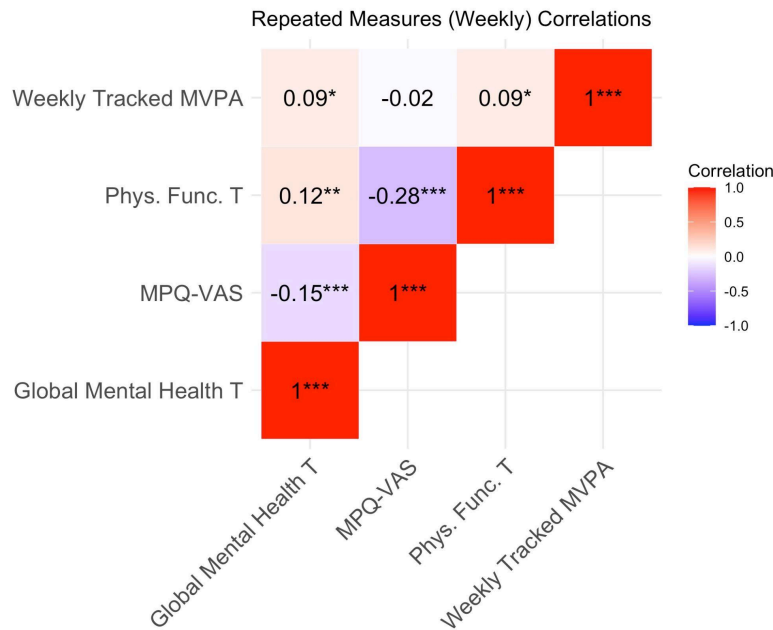 Repeated Measures (Weekly) Correlations
Weekly Tracked MVPA 0.09* -0.02 0.09* 1***
Phys. Func. T 0.12** -0.28*** 1***
MPQ-VAS -0.15*** 1***
Global Mental Health T 1***
Global Mental Health T
MPQ-VAS
Phys. Func. T
Weekly Tracked MVPA
Correlation
1.0
0.5
0.0
-0.5
-1.0